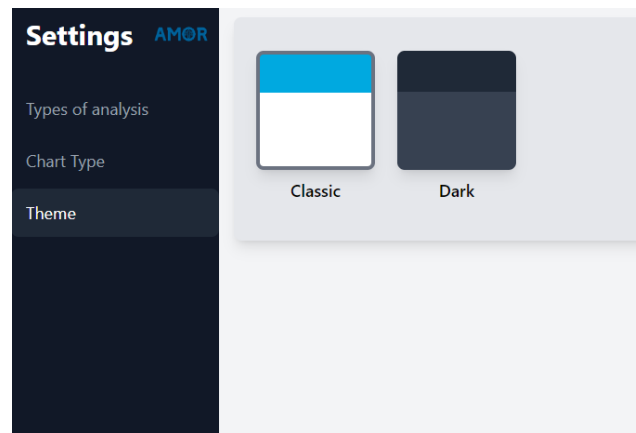 Settings AMOR
Types of analysis
Chart Type
Theme
Classic
Dark